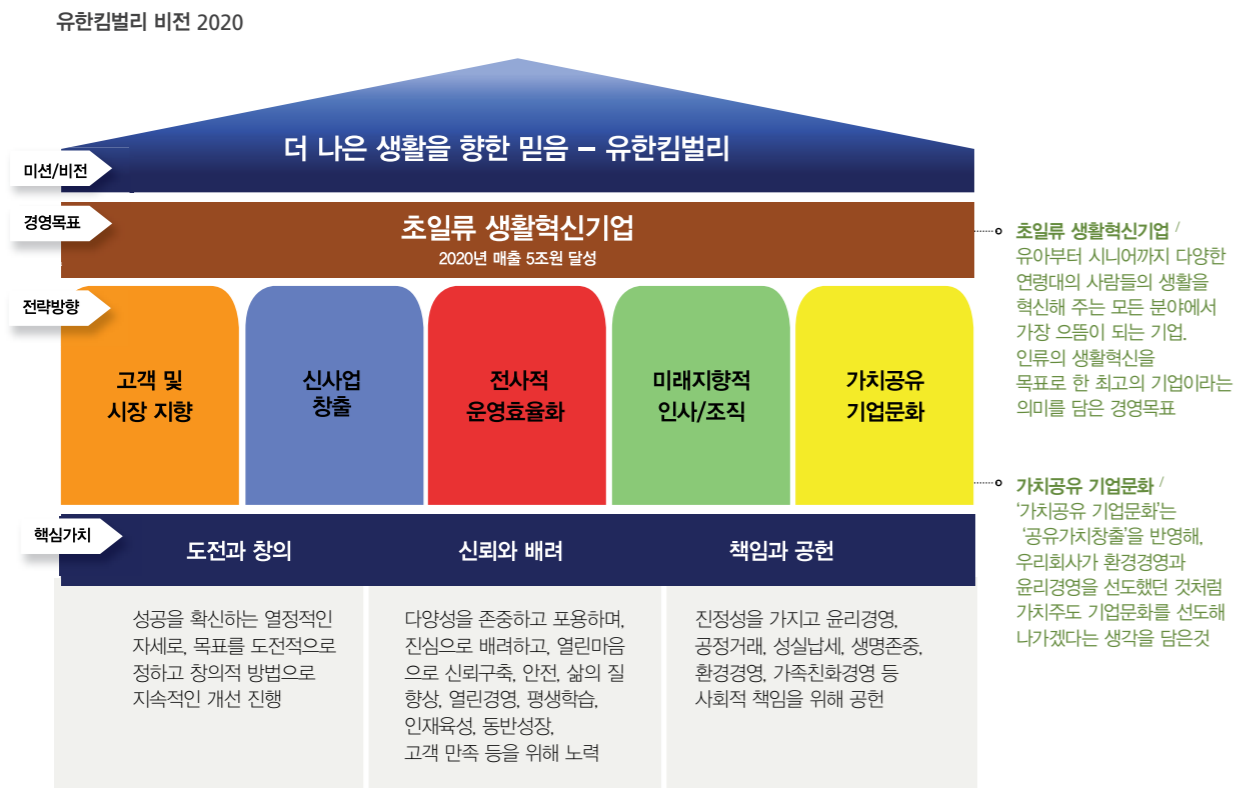 유한킴벌리 비전 2020
더 나은 생활을 향한 믿음 – 유한킴벌리
미션/비전
경영목표
초일류 생활혁신기업
2020년 매출 5조원 달성
초일류 생활혁신기업 /
유아부터 시니어까지 다양한
연령대의 사람들의 생활을
혁신해 주는 모든 분야에서
가장 으뜸이 되는 기업.
인류의 생활혁신을
목표로 한 최고의 기업이라는
의미를 담은 경영목표
전략방향
고객 및
시장 지향
신사업
창출
전사적
운영효율화
미래지향적
인사/조직
가치공유
기업문화
가치공유 기업문화 /
'가치공유 기업문화'는
'공유가치창출'을 반영해,
우리회사가 환경경영과
윤리경영을 선도했던 것처럼
가치주도 기업문화를 선도해
나가겠다는 생각을 담은것
핵심가치
도전과 창의
신뢰와 배려
책임과 공헌
성공을 확신하는 열정적인
자세로, 목표를 도전적으로
정하고 창의적 방법으로
지속적인 개선 진행
다양성을 존중하고 포용하며,
진심으로 배려하고, 열린마음
으로 신뢰구축, 안전, 삶의 질
향상, 열린경영, 평생학습,
인재육성, 동반성장,
고객 만족 등을 위해 노력
진정성을 가지고 윤리경영,
공정거래, 성실납세, 생명존중,
환경경영, 가족친화경영 등
사회적 책임을 위해 공헌